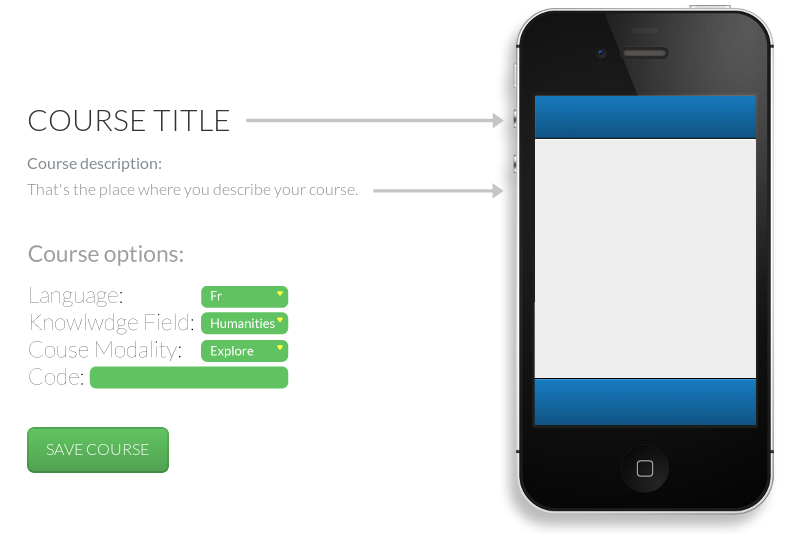 COURSE TITLE
Course description:
That's the place where you describe your course.
Course options:
Language: Fr
Knowlwdge Field: Humanities
Couse Modality: Explore
Code:
SAVE COURSE